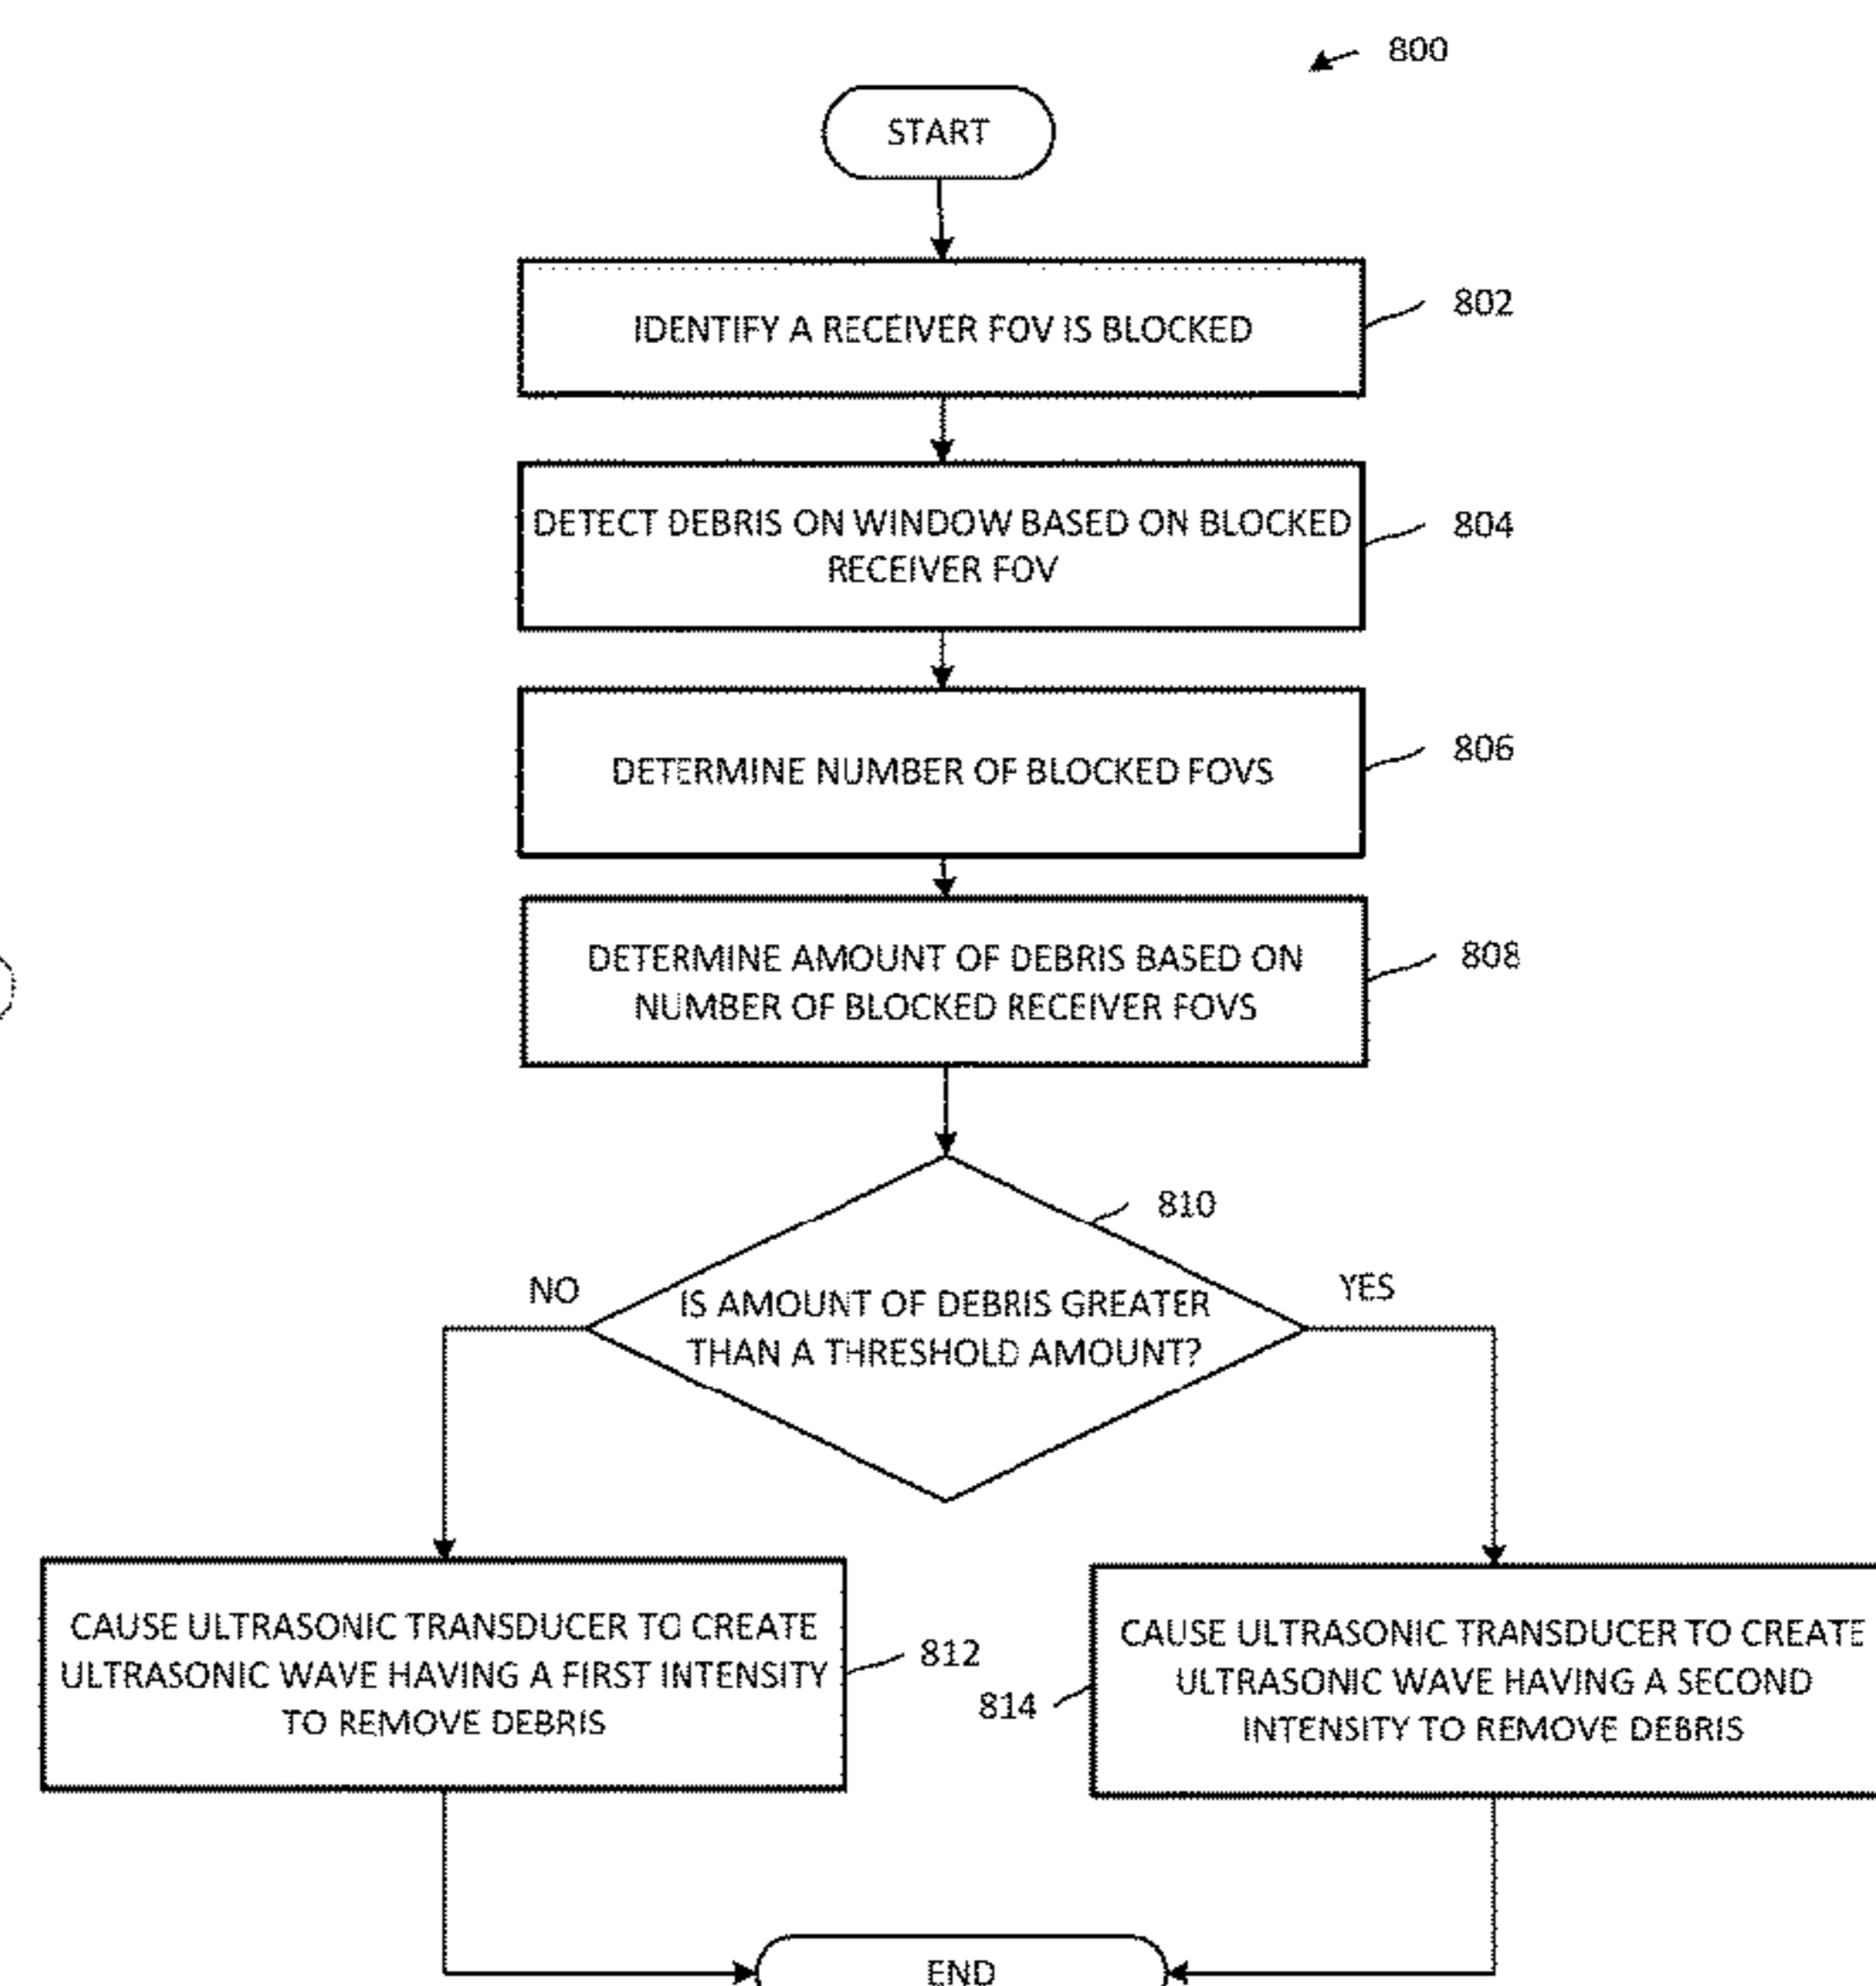 800
START
IDENTIFY A RECEIVER FOV IS BLOCKED
802
DETECT DEBRIS ON WINDOW BASED ON BLOCKED
RECEIVER FOV
804
DETERMINE NUMBER OF BLOCKED FOVS
806
DETERMINE AMOUNT OF DEBRIS BASED ON
NUMBER OF BLOCKED RECEIVER FOVS
808
810
NO
YES
IS AMOUNT OF DEBRIS GREATER
THAN A THRESHOLD AMOUNT?
CAUSE ULTRASONIC TRANSDUCER TO CREATE
ULTRASONIC WAVE HAVING A FIRST INTENSITY
TO REMOVE DEBRIS
812
814
CAUSE ULTRASONIC TRANSDUCER TO CREATE
ULTRASONIC WAVE HAVING A SECOND
INTENSITY TO REMOVE DEBRIS
END